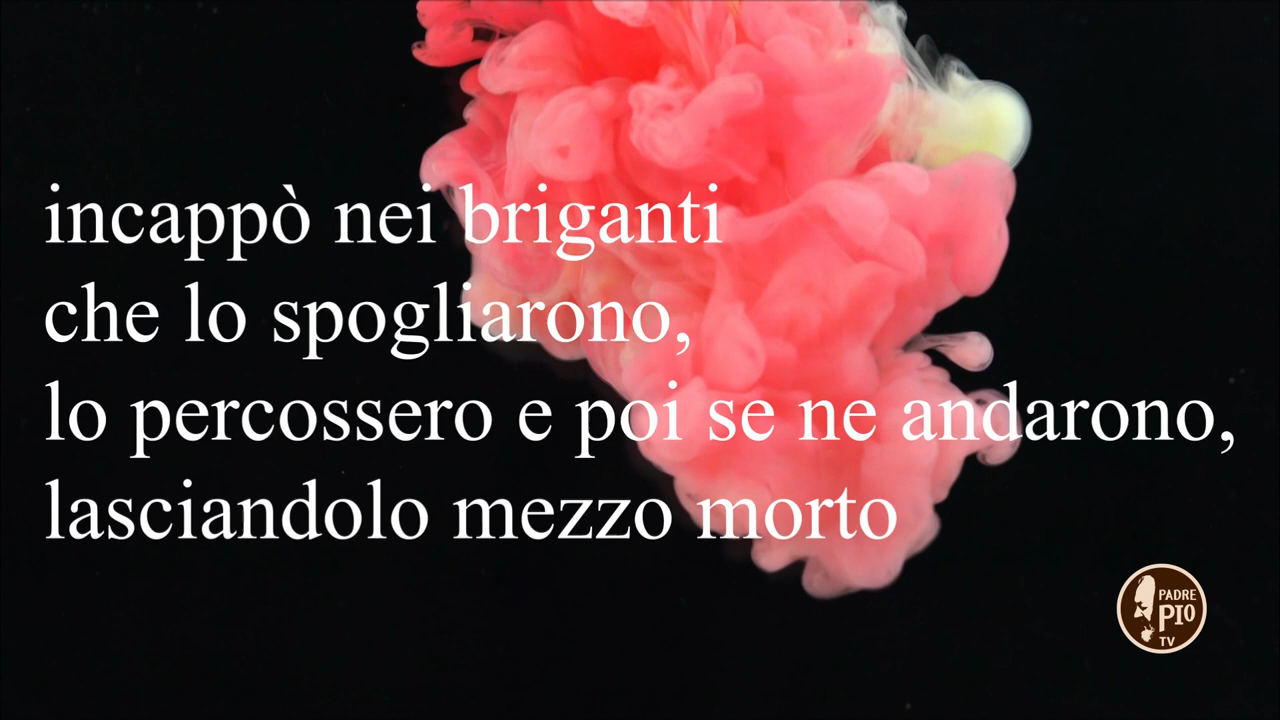 incappò nei briganti
che lo spogliarono,
lo percossero e poi se ne andarono,
lasciandolo mezzo morto
PADRE
PIO
TV